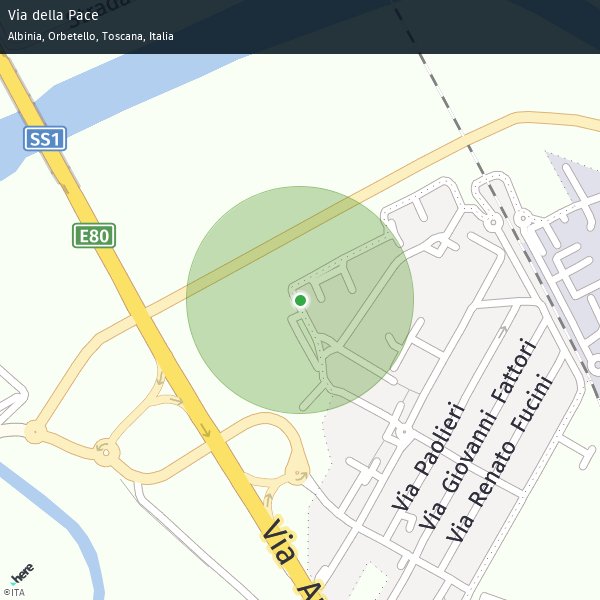 Via della Pace
Albinia, Orbetello, Toscana, Italia
Strada
SS1
E80
Via Paolieri
Via Giovanni Fattori
Via Renato Fucini
Via
here
©ITA